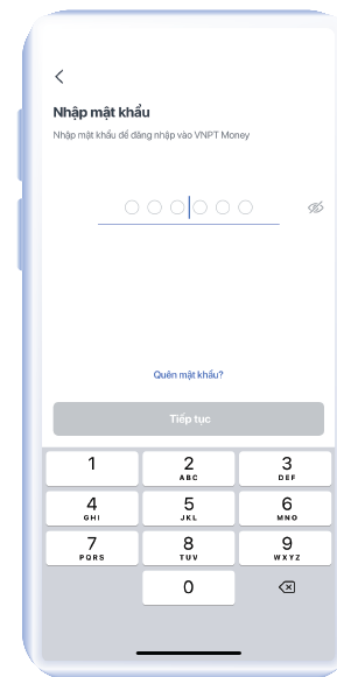 Nhập mật khẩu
Nhập mật khẩu để đăng nhập vào VNPT Money
Quên mật khẩu?
Tiếp tục
1 2 3
ABC DEF
4 5 6
GHI JKL MNO
7 8 9
PQRS TUV WXYZ
0